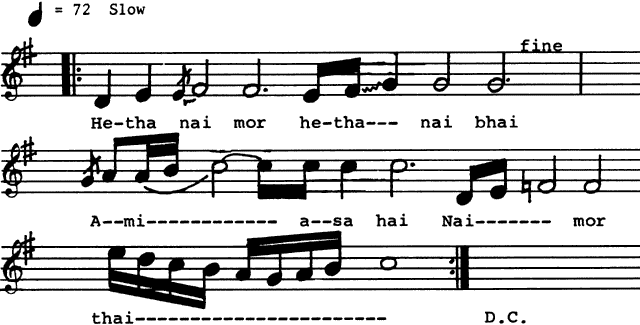 = 72 Slow
fine
He-tha nai mor he-tha--- nai bhai
A--mi------------ a--sa hai Nai------- mor
thai----------------------- D.C.